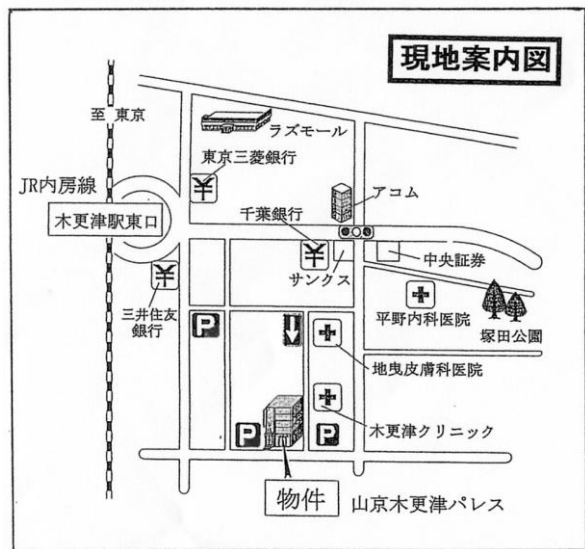 現地案内図
至 東京
ラズモール
東京三菱銀行
JR内房線
アコム
木更津駅東口
千葉銀行
サンクス
中央証券
三井住友
銀行
平野内科医院
塚田公園
P
地曳皮膚科医院
木更津クリニック
P
P
物件
山京木更津パレス